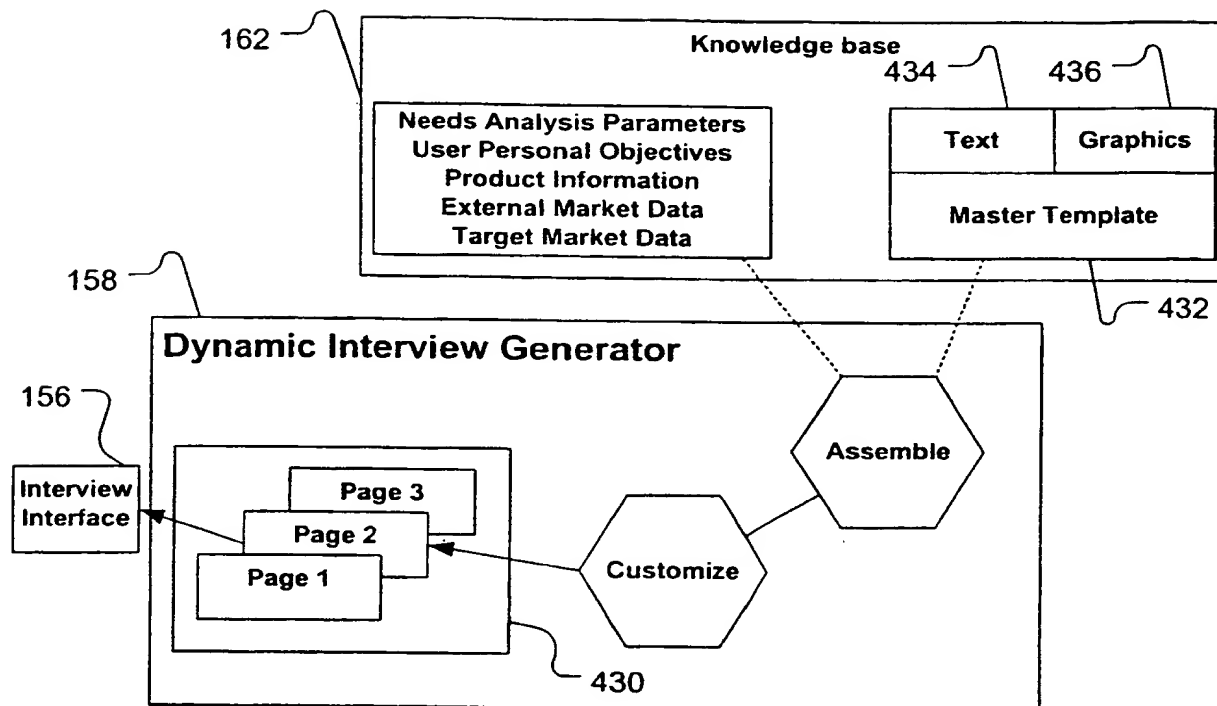 162
Knowledge base
434
436
Needs Analysis Parameters
User Personal Objectives
Product Information
External Market Data
Target Market Data
Text
Graphics
Master Template
432
158
Dynamic Interview Generator
156
Interview
Interface
Page 3
Page 2
Page 1
Customize
Assemble
430